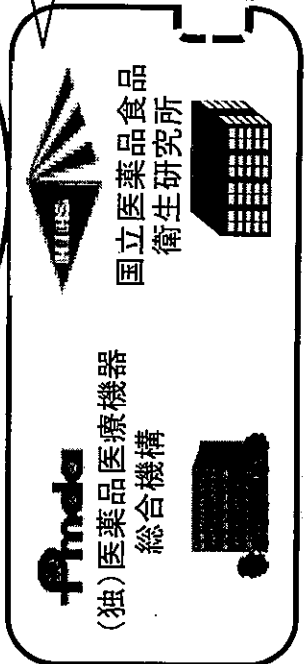 pmda
(独)医薬品医療機器
総合機構
NIHS
国立医薬品食品
衛生研究所